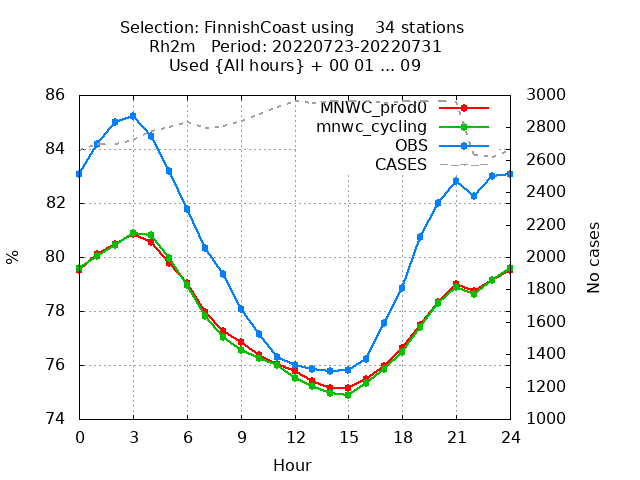 Selection: FinnishCoast using 34 stations
Rh2m Period: 20220723-20220731
Used {All hours} + 00 01 ... 09
86 3000
MNWC_prod0
2800
mnwc_cycling
84 OBS
2600
CASES
2400
82
2200
% 80 2000 No cases
1800
78
1600
1400
76
1200
74 1000
0 3 6 9 12 15 18 21 24
Hour